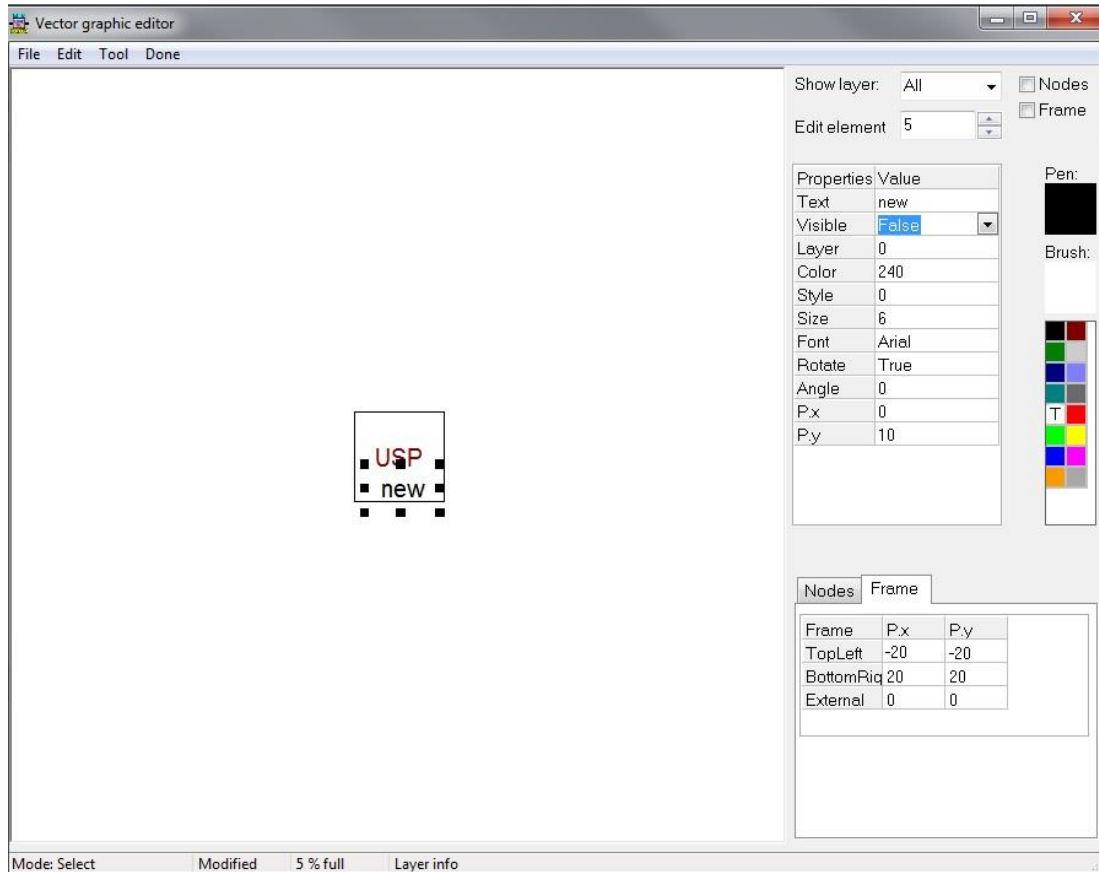 Vector graphic editor
File Edit Tool Done
Show layer: All Nodes
Frame
Edit element 5
Properties Value
Text new
Visible False
Layer 0
Color 240
Style 0
Size 6
Font Arial
Rotate True
Angle 0
P.x 0
P.y 10
Pen:
Brush:
T
USP
new
Nodes Frame
Frame P.x P.y
TopLeft -20 -20
BottomRig 20 20
External 0 0
Mode: Select Modified 5 % full Layer info